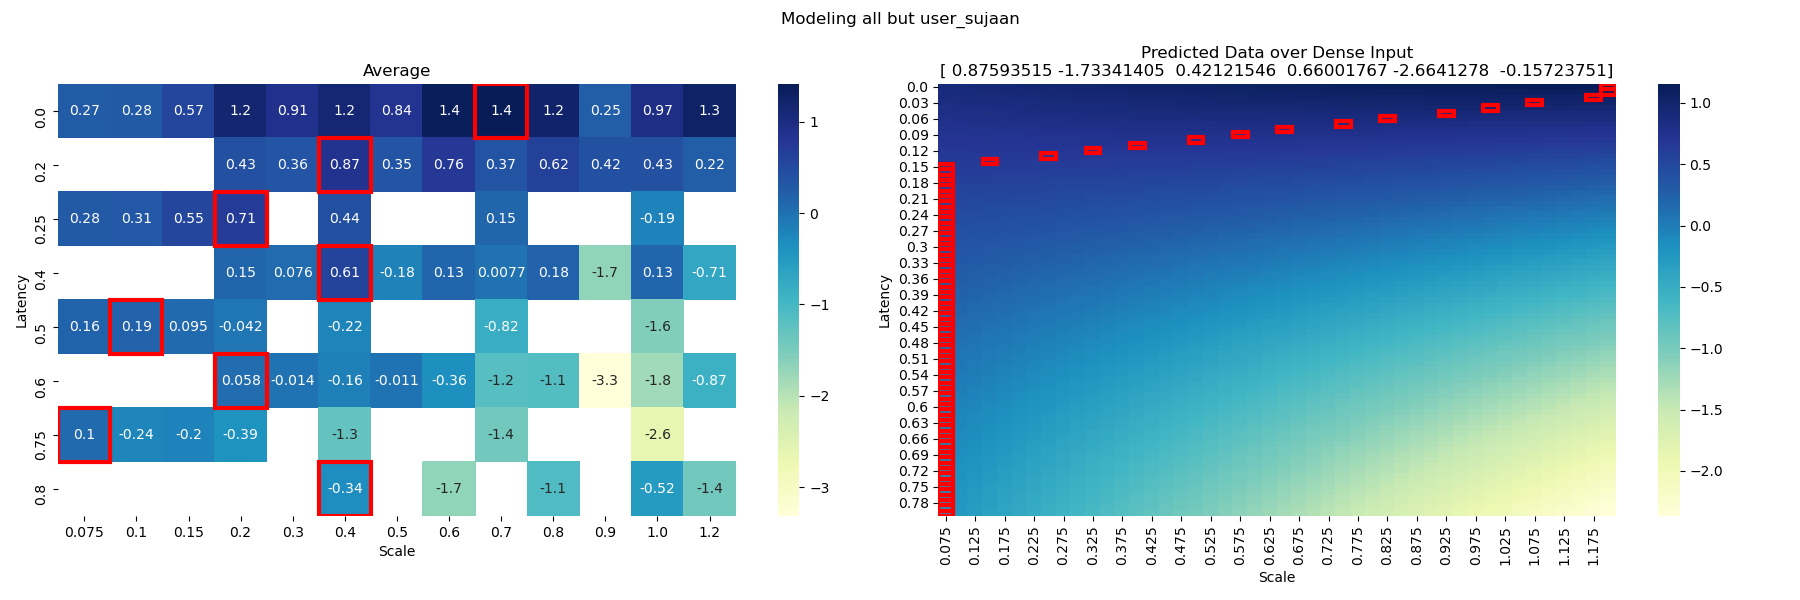 Modeling all but user_sujaan
Average
0.0 0.27 0.28 0.57 1.2 0.91 1.2 0.84 1.4 1.4 1.2 0.25 0.97 1.3
0.2 0.43 0.36 0.87 0.35 0.76 0.37 0.62 0.42 0.43 0.22
0.25 0.28 0.31 0.55 0.71 0.44 0.15 -0.19
0.4 0.15 0.076 0.61 -0.18 0.13 0.0077 0.18 -1.7 0.13 -0.71
0.5 0.16 0.19 0.095 -0.042 -0.22 -0.82 -1.6
0.6 0.058 -0.014 -0.16 -0.011 -0.36 -1.2 -1.1 -3.3 -1.8 -0.87
0.75 0.1 -0.24 -0.2 -0.39 -1.3 -1.4 -2.6
0.8 -0.34 -1.7 -1.1 -0.52 -1.4
0.075 0.1 0.15 0.2 0.3 0.4 0.5 0.6 0.7 0.8 0.9 1.0 1.2
Scale
Latency
1
0
−1
−2
−3
Predicted Data over Dense Input
[ 0.87593515 -1.73341405 0.42121546 0.66001767 -2.6641278 -0.15723751]
0.0
0.03
0.06
0.09
0.12
0.15
0.18
0.21
0.24
0.27
0.3
0.33
0.36
0.39
0.42
0.45
0.48
0.51
0.54
0.57
0.6
0.63
0.66
0.69
0.72
0.75
0.78
Latency
0.075 0.125 0.175 0.225 0.275 0.325 0.375 0.425 0.475 0.525 0.575 0.625 0.675 0.725 0.775 0.825 0.875 0.925 0.975 1.025 1.075 1.125 1.175
Scale
1.0
0.5
0.0
−0.5
−1.0
−1.5
−2.0